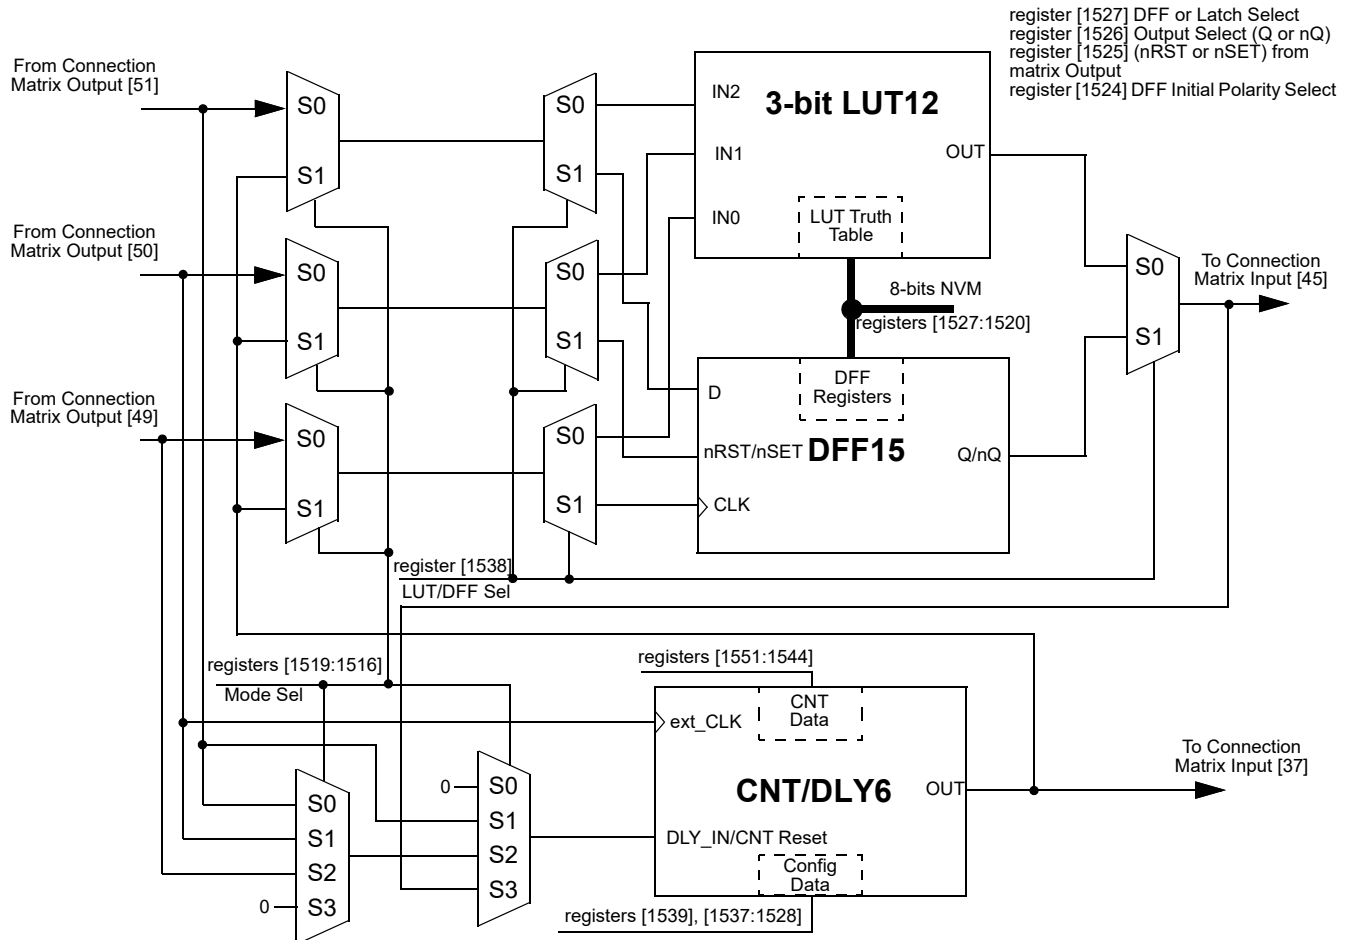 register [1527] DFF or Latch Select
register [1526] Output Select (Q or nQ)
register [1525] (nRST or nSET) from
matrix Output
register [1524] DFF Initial Polarity Select
From Connection
Matrix Output [51]
S0
S1
S0
S1
IN2
IN1
IN0
3-bit LUT12
OUT
LUT Truth
Table
From Connection
Matrix Output [50]
S0
S1
S0
S1
8-bits NVM
registers [1527:1520]
S0
S1
To Connection
Matrix Input [45]
From Connection
Matrix Output [49]
S0
S1
S0
S1
D
nRST/nSET
CLK
DFF
Registers
DFF15
Q/nQ
register [1538]
LUT/DFF Sel
registers [1519:1516]
Mode Sel
registers [1551:1544]
CNT
Data
ext_CLK
CNT/DLY6
OUT
DLY_IN/CNT Reset
Config
Data
To Connection
Matrix Input [37]
0
S0
S1
S2
S3
S0
S1
S2
0
S3
registers [1539], [1537:1528]